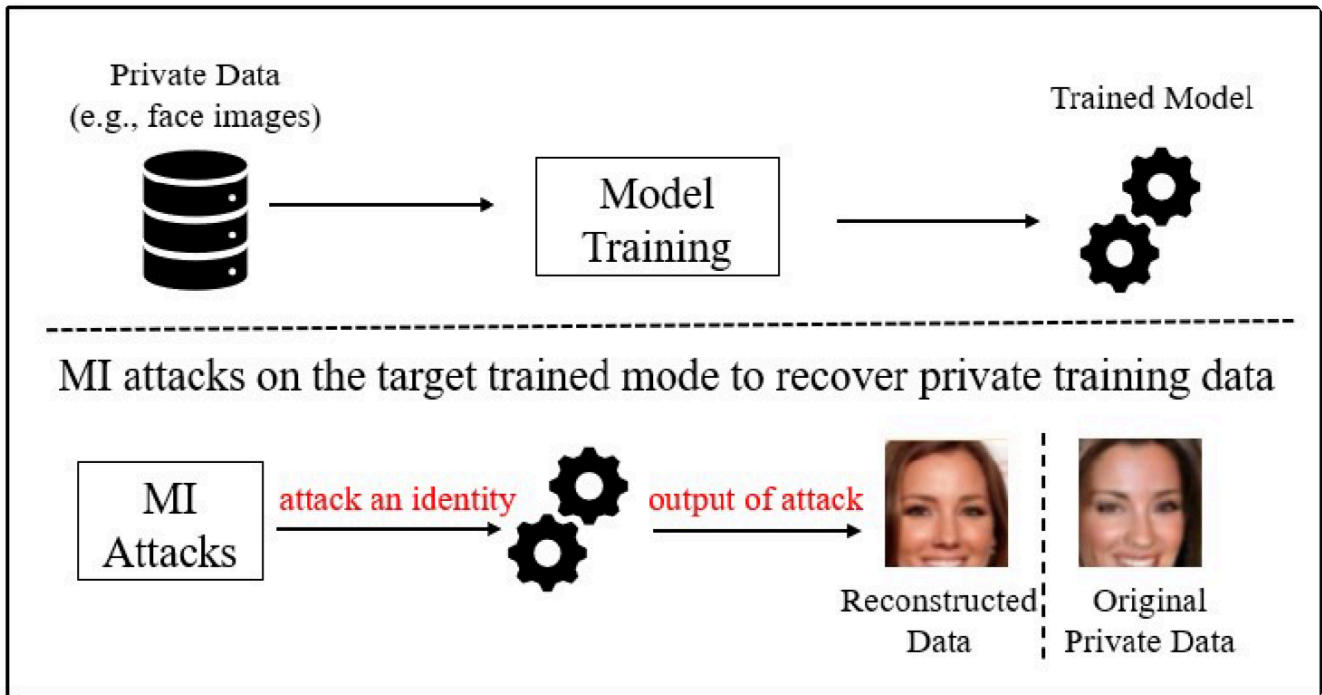 Private Data
(e.g., face images)
Trained Model
Model
Training
MI attacks on the target trained mode to recover private training data
MI
Attacks
attack an identity
output of attack
Reconstructed
Data
Original
Private Data